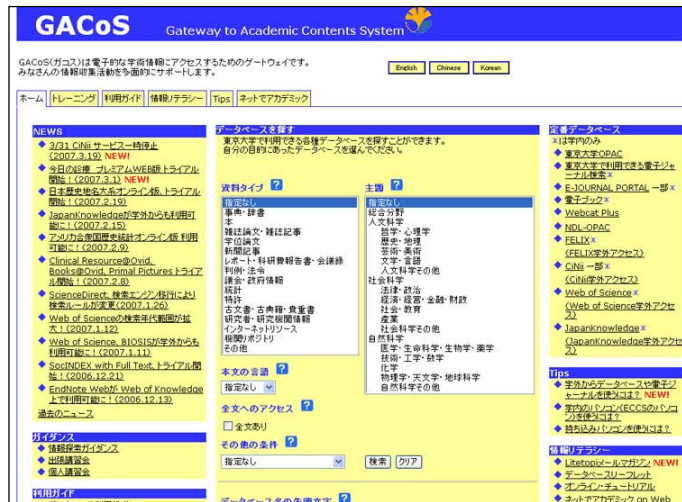 GACoS
Gateway to Academic Contents System
GACoS(ガコス)は電子的な学術情報にアクセスするためのゲートウェイです。
みなさんの情報収集活動を多面的にサポートします。
English
Chinese
Korean
ホーム
トレーニング
利用ガイド
情報リテラシー
Tips
ネットでアカデミック
NEWS
3/31 CiNii サービス一時停止
(2007.3.19) NEW!
今日の診療 プレミアムWEB版トライアル
開始！(2007.3.1) NEW!
日本歴史地名大系オンライン版、トライアル
開始！(2007.2.19)
JapanKnowledgeが学外からも利用可
能に！(2007.2.15)
アメリカ合衆国歴史統計オンライン版 利用
可能に！(2007.2.9)
Clinical Resource@Ovid,
Books@Ovid, Primal Picturesトライア
ル開始！(2007.2.8)
ScienceDirect、検索エンジン移行により
検索ルールが変更(2007.1.26)
Web of Scienceの検索年代範囲が拡
大！(2007.1.12)
Web of Science, BIOSISが学外からも
利用可能に！(2007.1.11)
SocINDEX with Full Text、トライアル開
始！(2006.12.21)
EndNote Webが Web of Knowledge
上で利用可能に！(2006.12.13)
過去のニュース
ガイダンス
情報探索ガイダンス
出張講習会
個人講習会
利用ガイド
データベースを探す
東京大学で利用できる各種データベースを探すことができます。
自分の目的にあったデータベースを選んでください。
資料タイプ ?
指定なし
事典・辞書
本
雑誌論文・雑誌記事
学位論文
新聞記事
レポート・科研費報告書・会議録
判例・法令
議会・政府情報
統計
特許
古文書・古典籍・貴重書
研究者・研究機関情報
インターネットリソース
機関リポジトリ
その他
主題 ?
指定なし
総合分野
人文科学
哲学・心理学
歴史・地理
芸術・美術
文学・言語
人文科学その他
社会科学
法律・政治
経済・経営・金融・財政
社会・教育
産業
社会科学その他
自然科学
医学・生命科学・生物学・薬学
技術・工学・数学
化学
物理学・天文学・地球科学
自然科学その他
本文の言語 ?
指定なし
全文へのアクセス ?
全文あり
その他の条件 ?
指定なし
検索
クリア
データベース名の先頭文字 ?
定番データベース
×は学内のみ
東京大学OPAC
東京大学で利用できる電子ジャ
ーナル検索×
E-JOURNAL PORTAL 一部×
電子ブック×
Webcat Plus
NDL-OPAC
FELIX×
(FELIX学外アクセス)
CiNii 一部×
(CiNii学外アクセス)
Web of Science×
(Web of Science学外アクセ
ス)
JapanKnowledge×
(JapanKnowledge学外アクセ
ス)
Tips
学外からデータベースや電子ジ
ャーナルを使うには？ NEW!
学内のパソコン(ECCSのパソコ
ン)を使うには？
持ち込みパソコンを使うには？
情報リテラシー
Litetopiメールマガジン NEW!
データベースリーフレット
オンライン・チュートリアル
ネットでアカデミック on Web